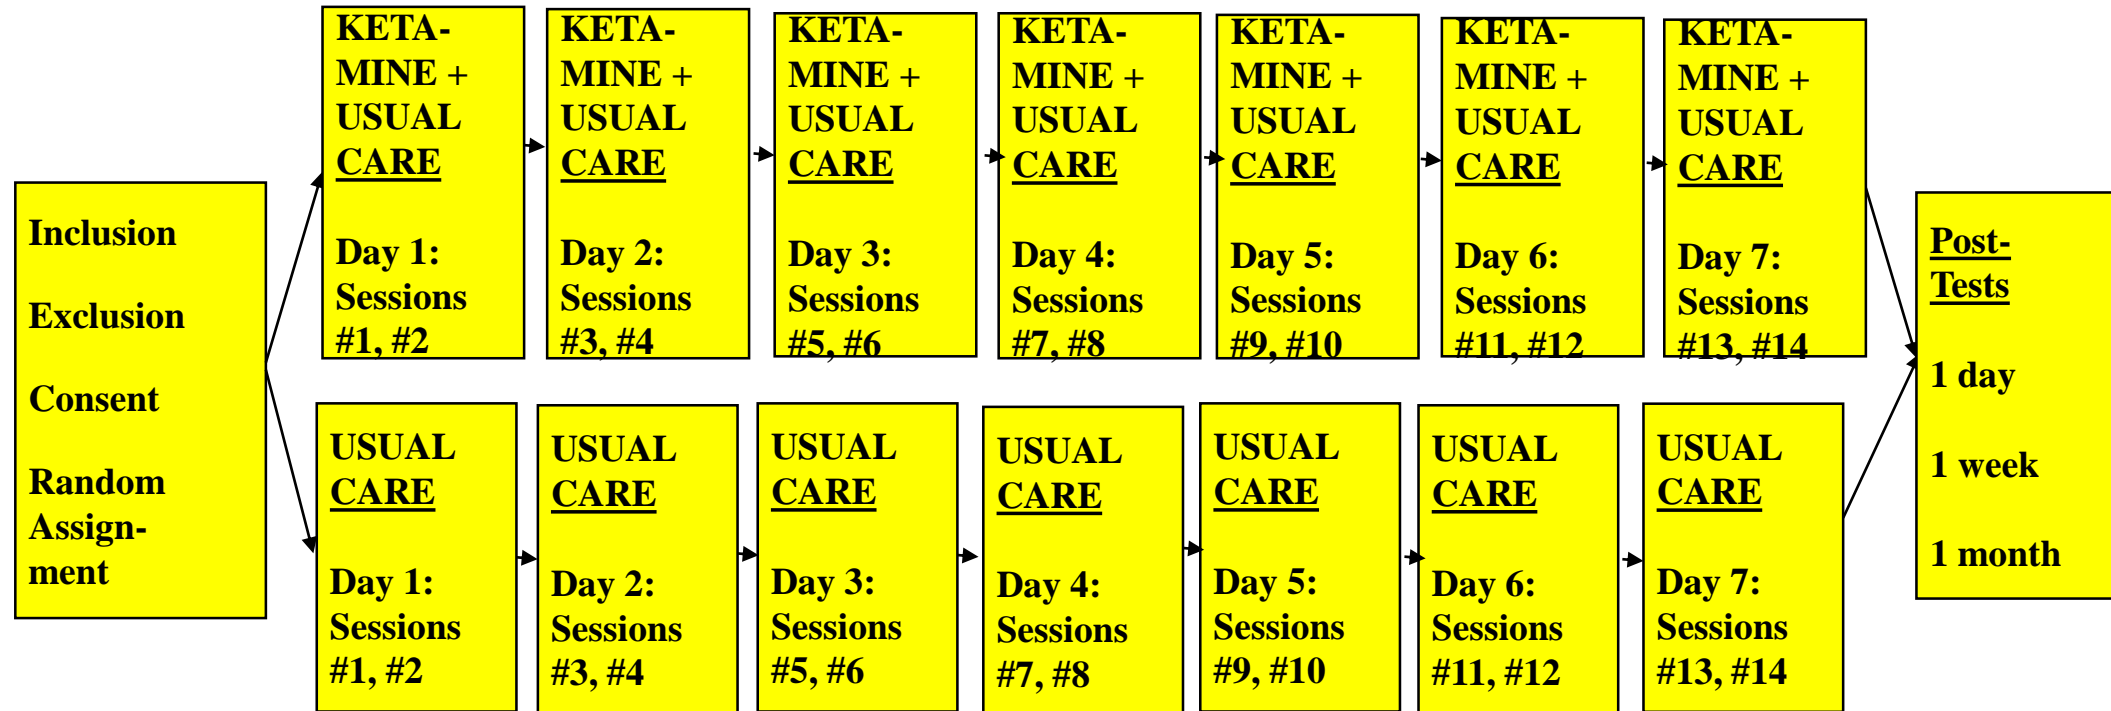 Inclusion
Exclusion
Consent
Random
Assign-
ment
KETA-
MINE +
USUAL
CARE
Day 1:
Sessions
#1, #2
KETA-
MINE +
USUAL
CARE
Day 2:
Sessions
#3, #4
KETA-
MINE +
USUAL
CARE
Day 3:
Sessions
#5, #6
KETA-
MINE +
USUAL
CARE
Day 4:
Sessions
#7, #8
KETA-
MINE +
USUAL
CARE
Day 5:
Sessions
#9, #10
KETA-
MINE +
USUAL
CARE
Day 6:
Sessions
#11, #12
KETA-
MINE +
USUAL
CARE
Day 7:
Sessions
#13, #14
USUAL
CARE
Day 1:
Sessions
#1, #2
USUAL
CARE
Day 2:
Sessions
#3, #4
USUAL
CARE
Day 3:
Sessions
#5, #6
USUAL
CARE
Day 4:
Sessions
#7, #8
USUAL
CARE
Day 5:
Sessions
#9, #10
USUAL
CARE
Day 6:
Sessions
#11, #12
USUAL
CARE
Day 7:
Sessions
#13, #14
Post-
Tests
1 day
1 week
1 month